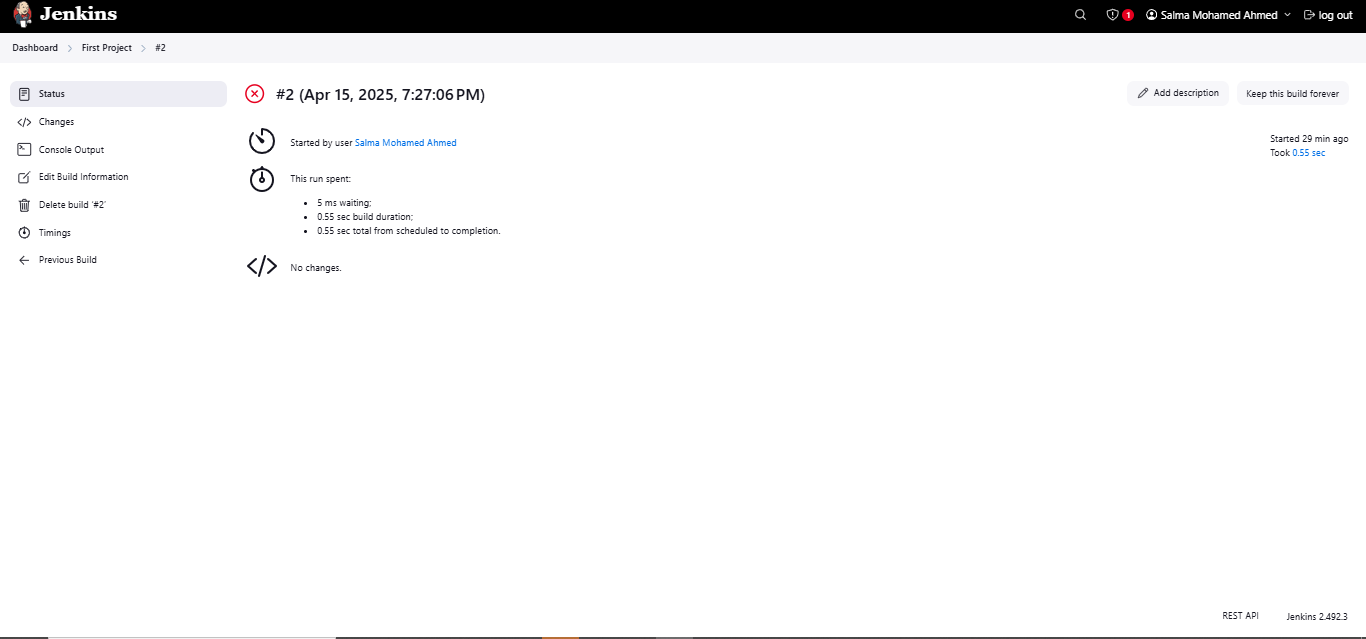 Jenkins
1
Salma Mohamed Ahmed
log out
Dashboard
First Project
#2
Status
Changes
Console Output
Edit Build Information
Delete build '#2'
Timings
Previous Build
#2 (Apr 15, 2025, 7:27:06 PM)
Add description
Keep this build forever
Started by user Salma Mohamed Ahmed
Started 29 min ago
Took 0.55 sec
This run spent:
5 ms waiting;
0.55 sec build duration;
0.55 sec total from scheduled to completion.
No changes.
REST API
Jenkins 2.492.3